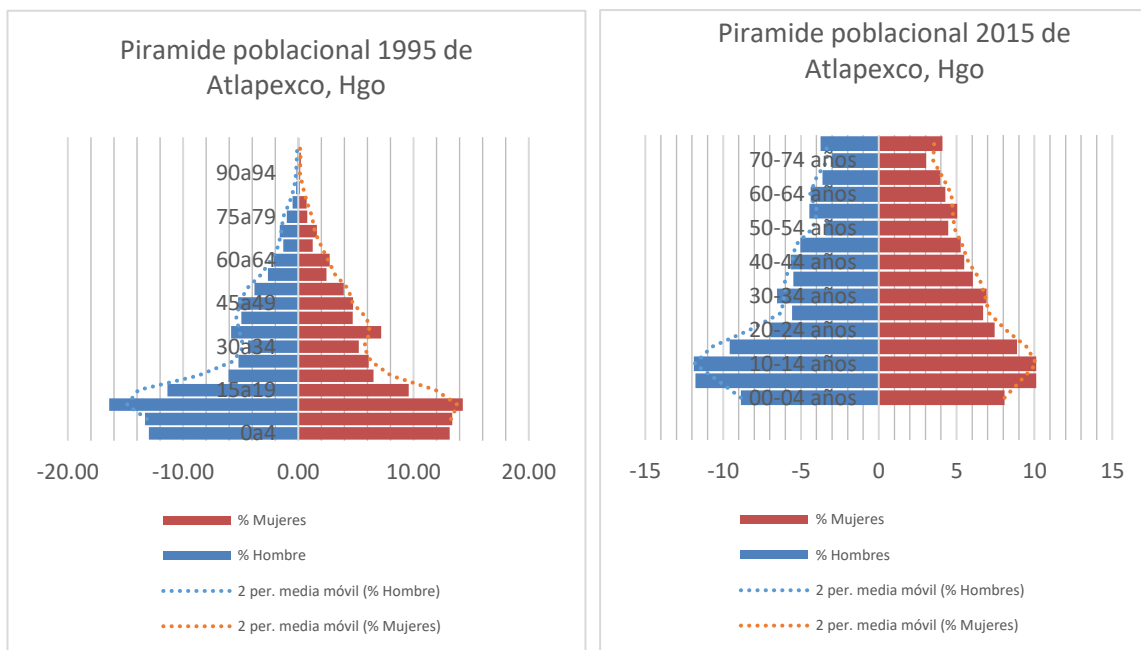 Piramide poblacional 1995 de
Atlapexco, Hgo
90a94
75a79
60a64
45a49
30a34
15a19
0a4
-20.00 -10.00 0.00 10.00 20.00
% Mujeres
% Hombre
2 per. media móvil (% Hombre)
2 per. media móvil (% Mujeres)
Piramide poblacional 2015 de
Atlapexco, Hgo
70-74 años
60-64 años
50-54 años
40-44 años
30-34 años
20-24 años
10-14 años
00-04 años
-15 -10 -5 0 5 10 15
% Mujeres
% Hombres
2 per. media móvil (% Hombres)
2 per. media móvil (% Mujeres)